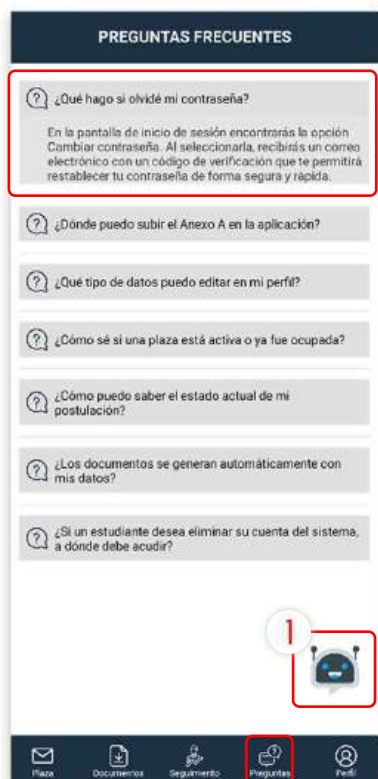 PREGUNTAS FRECUENTES
¿Qué hago si olvidé mi contraseña?
En la pantalla de inicio de sesión encontrarás la opción
Cambiar contraseña. Al seleccionarla, recibirás un correo
electrónico con un código de verificación que te permitirá
restablecer tu contraseña de forma segura y rápida.
¿Dónde puedo subir el Anexo A en la aplicación?
¿Qué tipo de datos puedo editar en mi perfil?
¿Cómo sé si una plaza está activa o ya fue ocupada?
¿Cómo puedo saber el estado actual de mi
postulación?
¿Los documentos se generan automáticamente con
mis datos?
¿Si un estudiante desea eliminar su cuenta del sistema,
a dónde debe acudir?
1
Plaza Documentos Seguimiento Preguntas Perfil